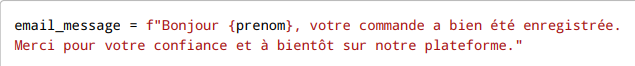 email_message = f"Bonjour {prenom}, votre commande a bien été enregistrée.
Merci pour votre confiance et à bientôt sur notre plateforme."